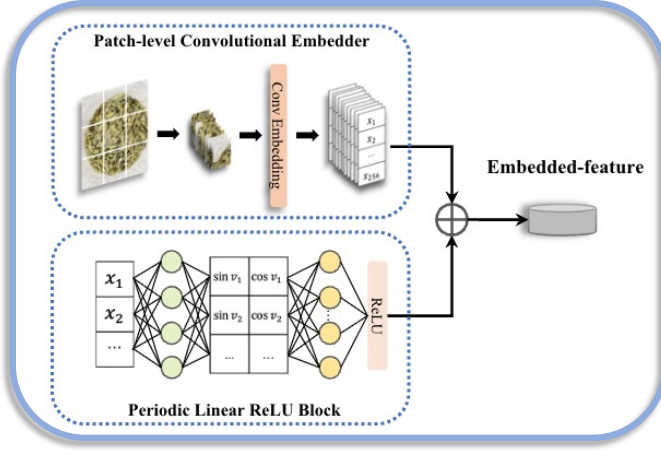 Patch-level Convolutional Embedder
Conv Embedding
x₁
x₂
...
x₂₅₆
Embedded-feature
x₁
x₂
...
sin v₁ cos v₁
sin v₂ cos v₂
... ...
ReLU
Periodic Linear ReLU Block